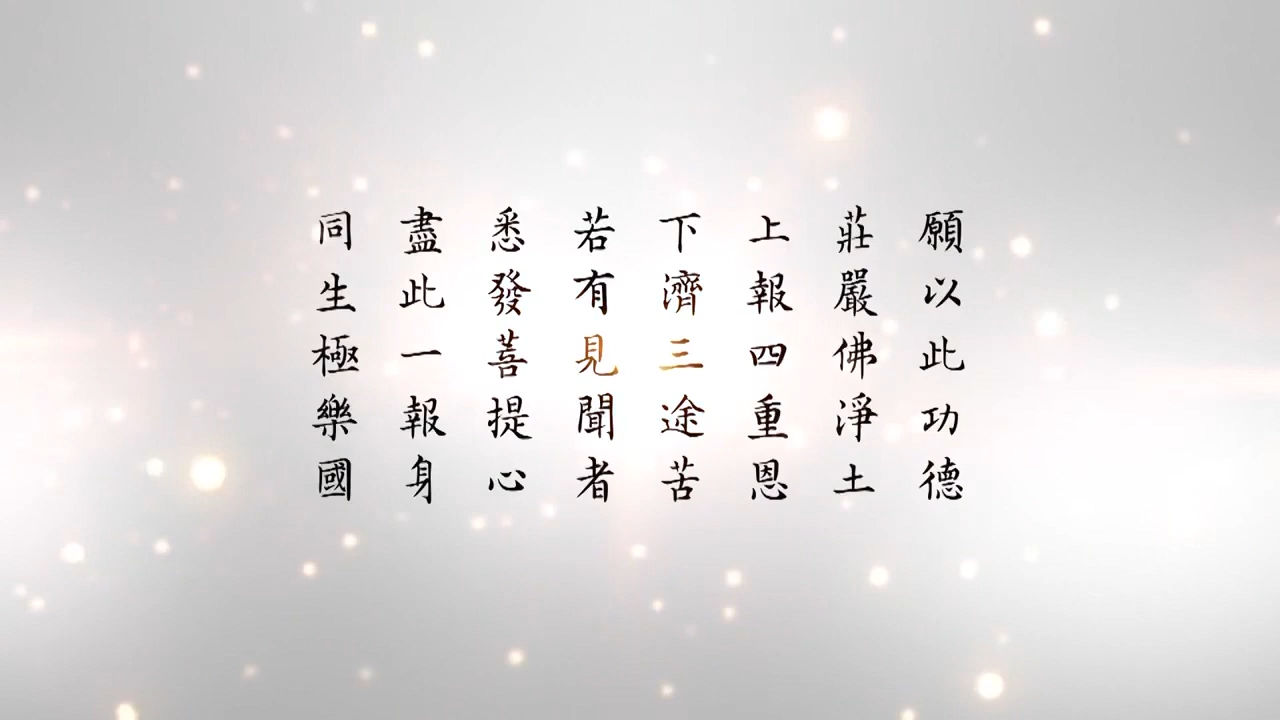 願以此功德
莊嚴佛淨土
上報四重恩
下濟三途苦
若有見聞者
悉發菩提心
盡此一報身
同生極樂國